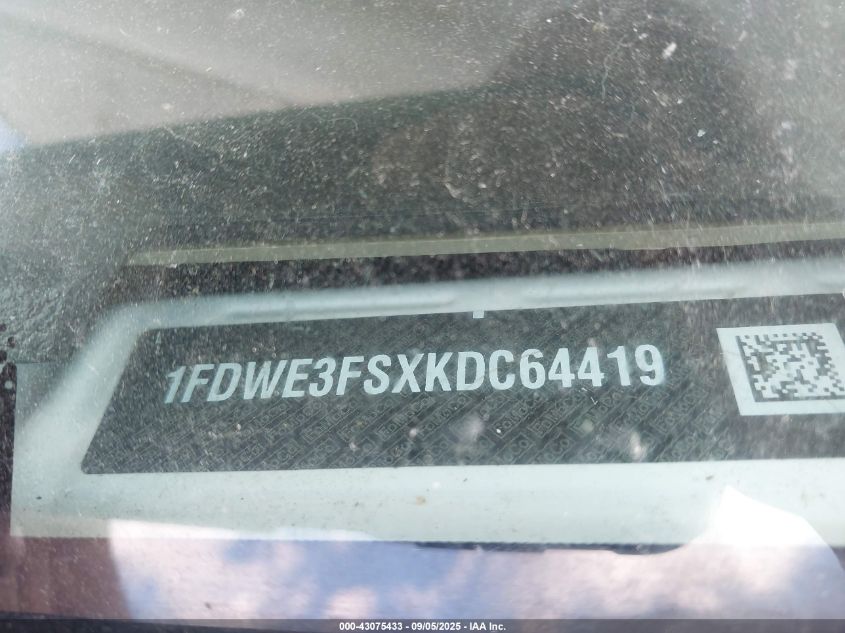 1FDWE3FSXKDC64419
000-43075433 - 09/05/2025 - IAA Inc.